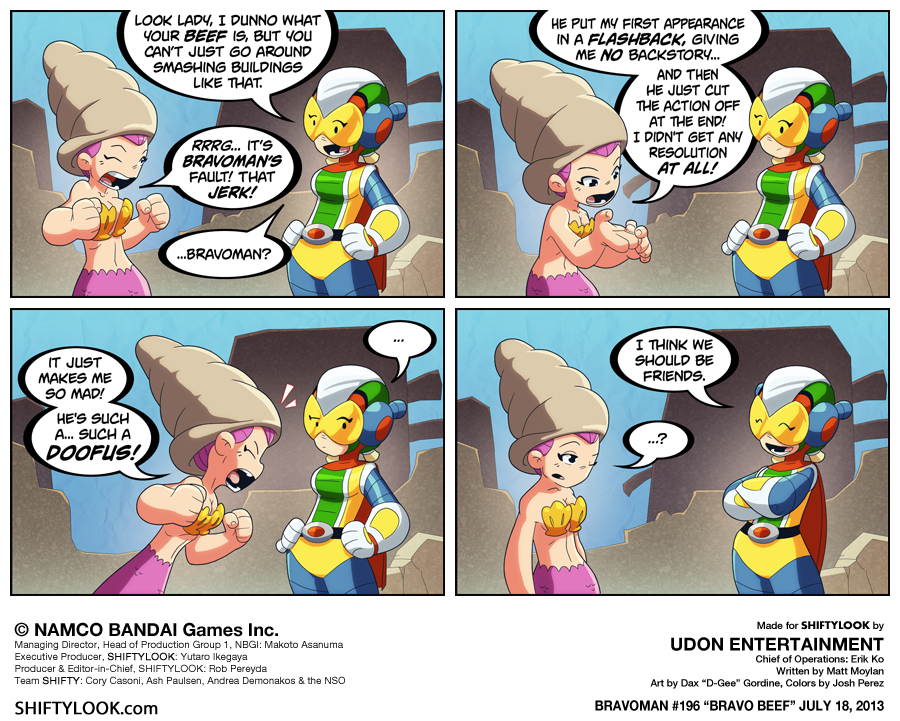 LOOK LADY, I DUNNO WHAT
YOUR BEEF IS, BUT YOU
CAN'T JUST GO AROUND
SMASHING BUILDINGS
LIKE THAT.
RRRG... IT'S
BRAVOMAN'S
FAULT! THAT
JERK!
...BRAVOMAN?
HE PUT MY FIRST APPEARANCE
IN A FLASHBACK, GIVING
ME NO BACKSTORY...
AND THEN
HE JUST CUT
THE ACTION OFF
AT THE END!
I DIDN'T GET ANY
RESOLUTION
AT ALL!
IT JUST
MAKES ME
SO MAD!
HE'S SUCH
A... SUCH A
DOOFUS!
...
I THINK WE
SHOULD BE
FRIENDS.
...?
© NAMCO BANDAI Games Inc.
Managing Director, Head of Production Group 1, NBGI: Makoto Asanuma
Executive Producer, SHIFTYLOOK: Yutaro Ikegaya
Producer & Editor-in-Chief, SHIFTYLOOK: Rob Pereyda
Team SHIFTY: Cory Casoni, Ash Paulsen, Andrea Demonakos & the NSO
SHIFTYLOOK.com
Made for SHIFTYLOOK by
UDON ENTERTAINMENT
Chief of Operations: Erik Ko
Written by Matt Moylan
Art by Dax "D-Gee" Gordine, Colors by Josh Perez
BRAVOMAN #196 "BRAVO BEEF" JULY 18, 2013